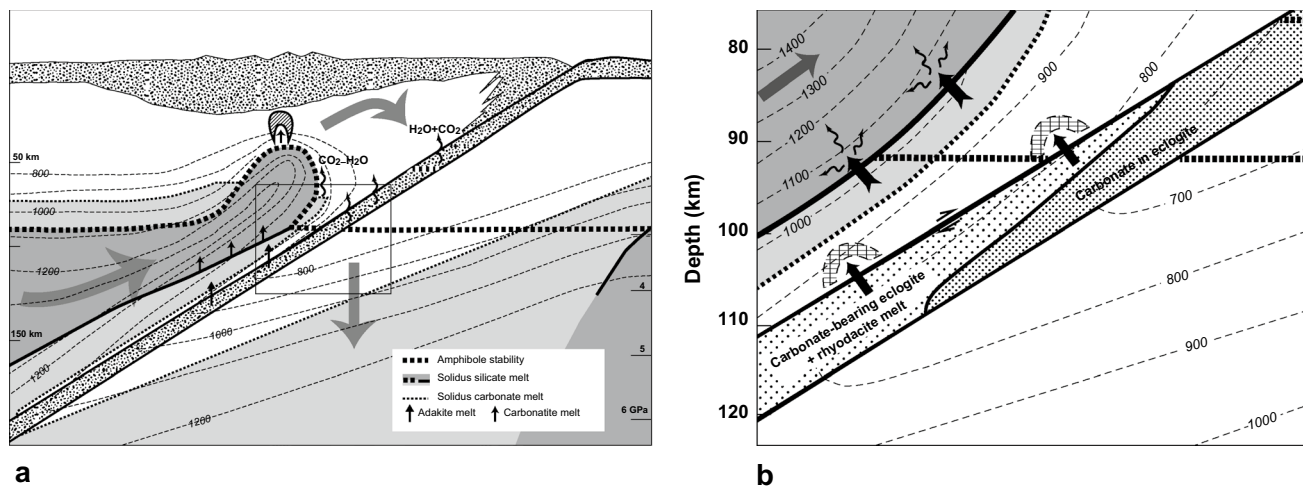 H₂O+CO₂
CO₂–H₂O
50 km
800
1000
1200
800
4
150 km
1000
5
1200
1200
6 GPa
Amphibole stability
Solidus silicate melt
Solidus carbonate melt
Adakite melt
Carbonatite melt
a
Depth (km)
80
90
100
110
120
1400
1300
1200
1100
1000
900
800
Carbonate in eclogite
700
Carbonate-bearing eclogite
+ rhyodacite melt
800
900
1000
b